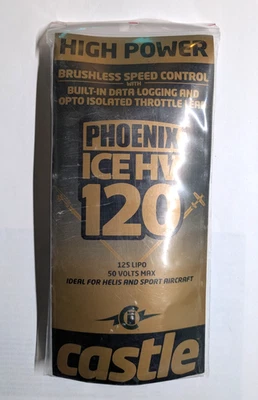 HIGH POWER
BRUSHLESS SPEED CONTROL
WITH
BUILT-IN DATA LOGGING AND
OPTO ISOLATED THROTTLE LEAD
PHOENIX
ICE HV
120
12S LIPO
50 VOLTS MAX
IDEAL FOR HELIS AND SPORT AIRCRAFT
castle